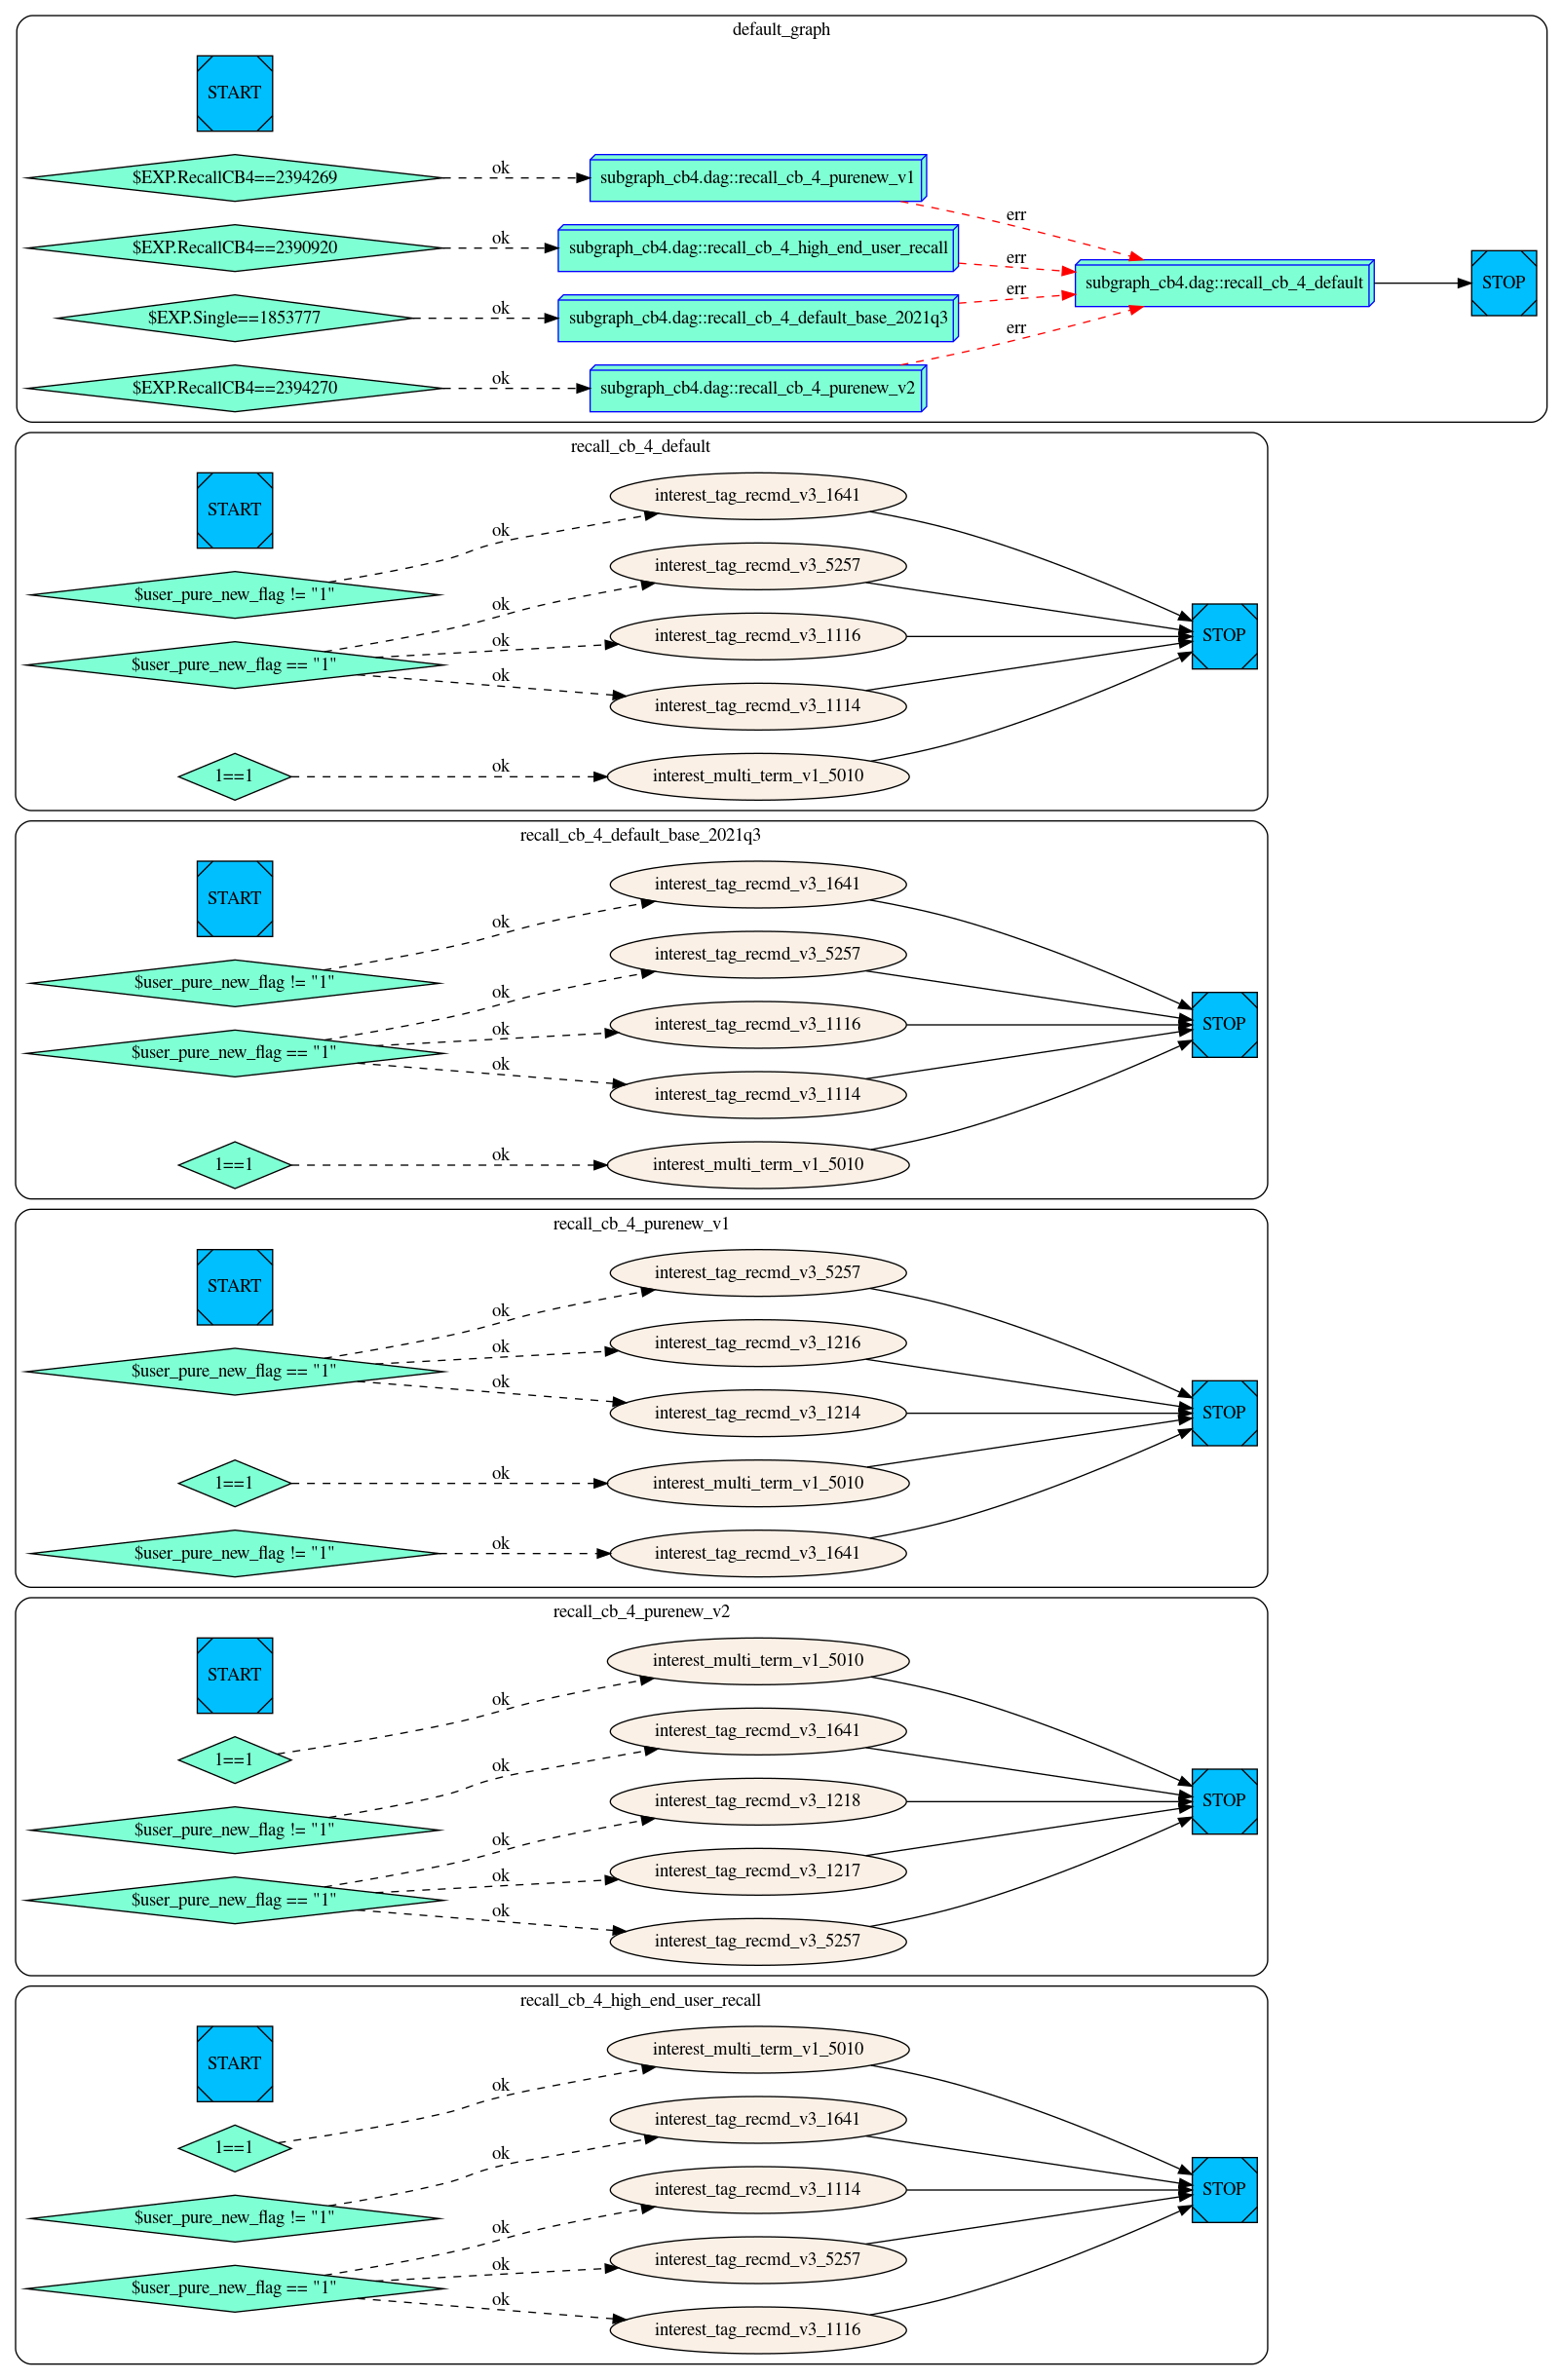 default_graph
START
$EXP.RecallCB4==2394269
ok
subgraph_cb4.dag::recall_cb_4_purenew_v1
err
$EXP.RecallCB4==2390920
ok
subgraph_cb4.dag::recall_cb_4_high_end_user_recall
err
subgraph_cb4.dag::recall_cb_4_default
STOP
$EXP.Single==1853777
ok
subgraph_cb4.dag::recall_cb_4_default_base_2021q3
err
$EXP.RecallCB4==2394270
ok
subgraph_cb4.dag::recall_cb_4_purenew_v2
err
recall_cb_4_default
START
$user_pure_new_flag != "1"
ok
interest_tag_recmd_v3_1641
$user_pure_new_flag == "1"
ok
interest_tag_recmd_v3_5257
ok
interest_tag_recmd_v3_1116
ok
interest_tag_recmd_v3_1114
1==1
ok
interest_multi_term_v1_5010
STOP
recall_cb_4_default_base_2021q3
START
$user_pure_new_flag != "1"
ok
interest_tag_recmd_v3_1641
$user_pure_new_flag == "1"
ok
interest_tag_recmd_v3_5257
ok
interest_tag_recmd_v3_1116
ok
interest_tag_recmd_v3_1114
1==1
ok
interest_multi_term_v1_5010
STOP
recall_cb_4_purenew_v1
START
$user_pure_new_flag == "1"
ok
interest_tag_recmd_v3_5257
ok
interest_tag_recmd_v3_1216
ok
interest_tag_recmd_v3_1214
1==1
ok
interest_multi_term_v1_5010
$user_pure_new_flag != "1"
ok
interest_tag_recmd_v3_1641
STOP
recall_cb_4_purenew_v2
START
1==1
ok
interest_multi_term_v1_5010
$user_pure_new_flag != "1"
ok
interest_tag_recmd_v3_1641
$user_pure_new_flag == "1"
ok
interest_tag_recmd_v3_1218
ok
interest_tag_recmd_v3_1217
ok
interest_tag_recmd_v3_5257
STOP
recall_cb_4_high_end_user_recall
START
1==1
ok
interest_multi_term_v1_5010
$user_pure_new_flag != "1"
ok
interest_tag_recmd_v3_1641
$user_pure_new_flag == "1"
ok
interest_tag_recmd_v3_1114
ok
interest_tag_recmd_v3_5257
ok
interest_tag_recmd_v3_1116
STOP